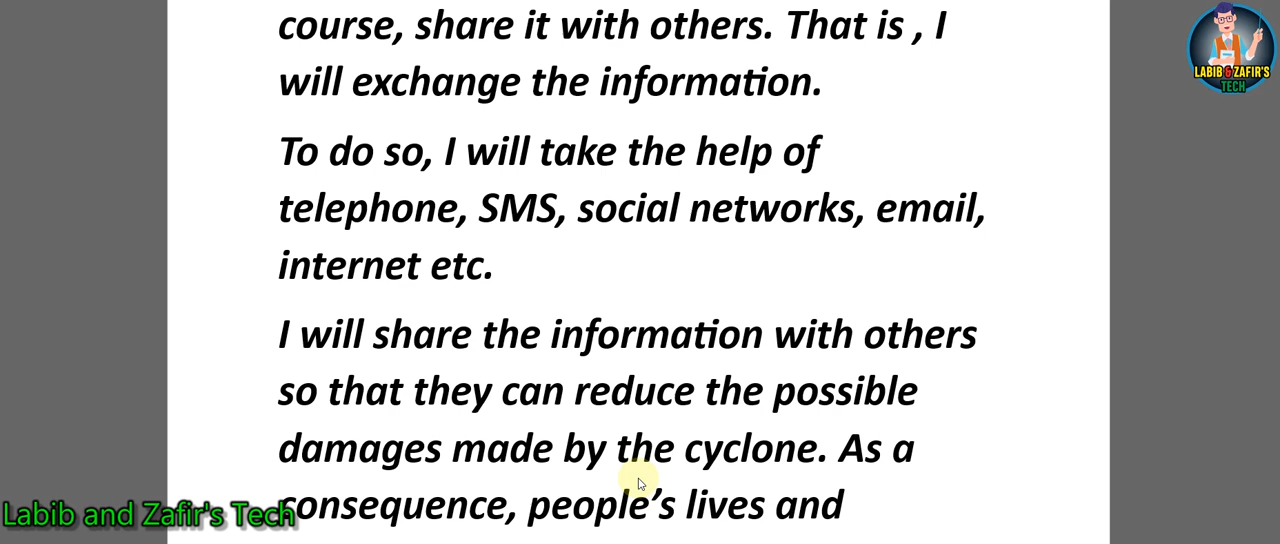 course, share it with others. That is , I
will exchange the information.
To do so, I will take the help of
telephone, SMS, social networks, email,
internet etc.
I will share the information with others
so that they can reduce the possible
damages made by the cyclone. As a
consequence, people’s lives and
LABIB & ZAFIR'S
TECH
Labib and Zafir's Tech